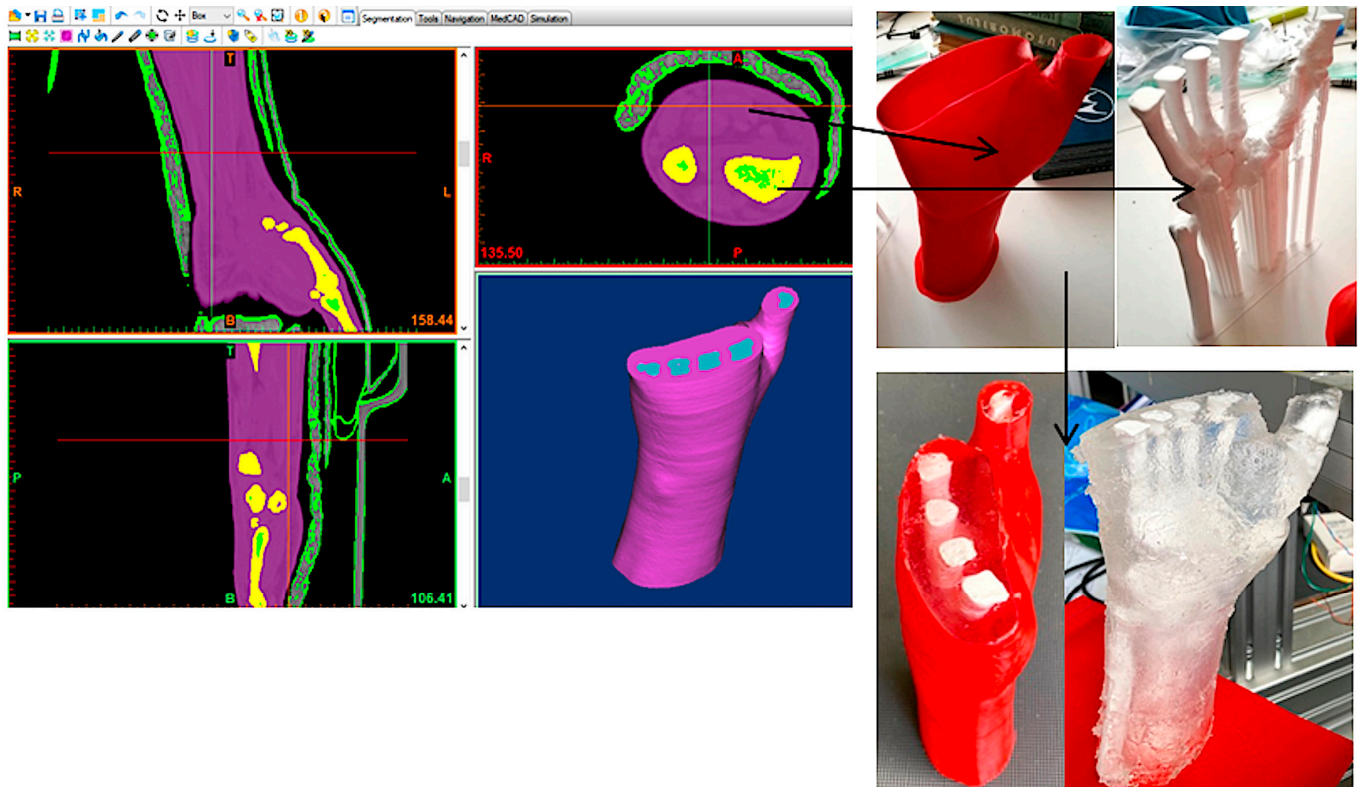 Box
Segmentation Tools Navigation MedCAD Simulation
T
R
L
B
158.44
A
R
135.50
P
T
P
A
B
106.41